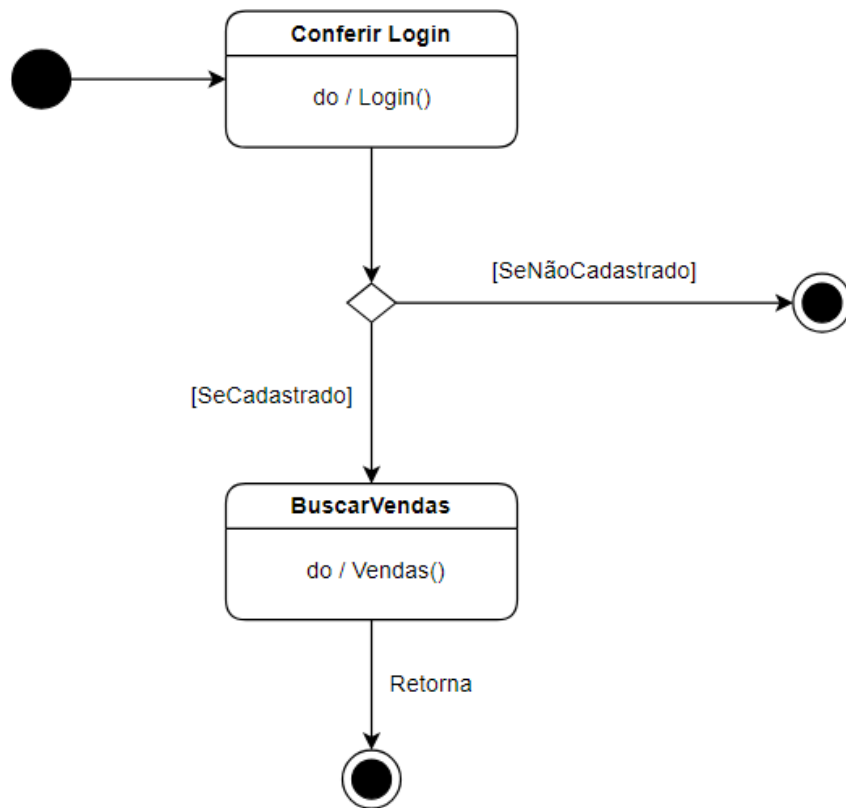 Conferir Login
do / Login()
[SeNãoCadastrado]
[SeCadastrado]
BuscarVendas
do / Vendas()
Retorna